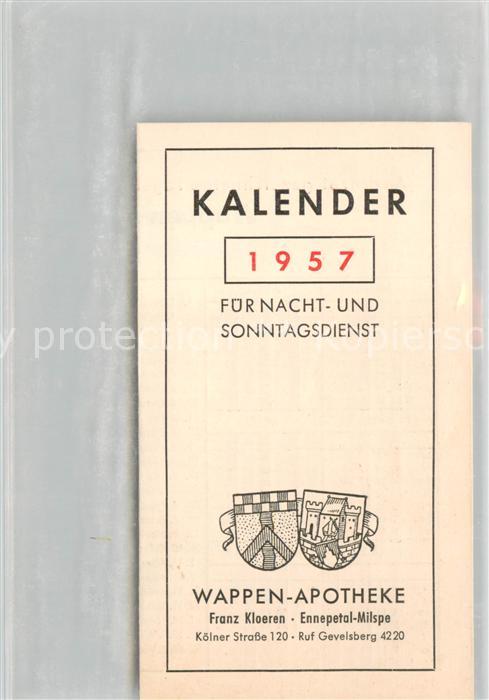 KALENDER
1957
FÜR NACHT- UND
SONNTAGSDIENST
WAPPEN-APOTHEKE
Franz Kloeren · Ennepetal-Milspe
Kölner Straße 120 · Ruf Gevelsberg 4220